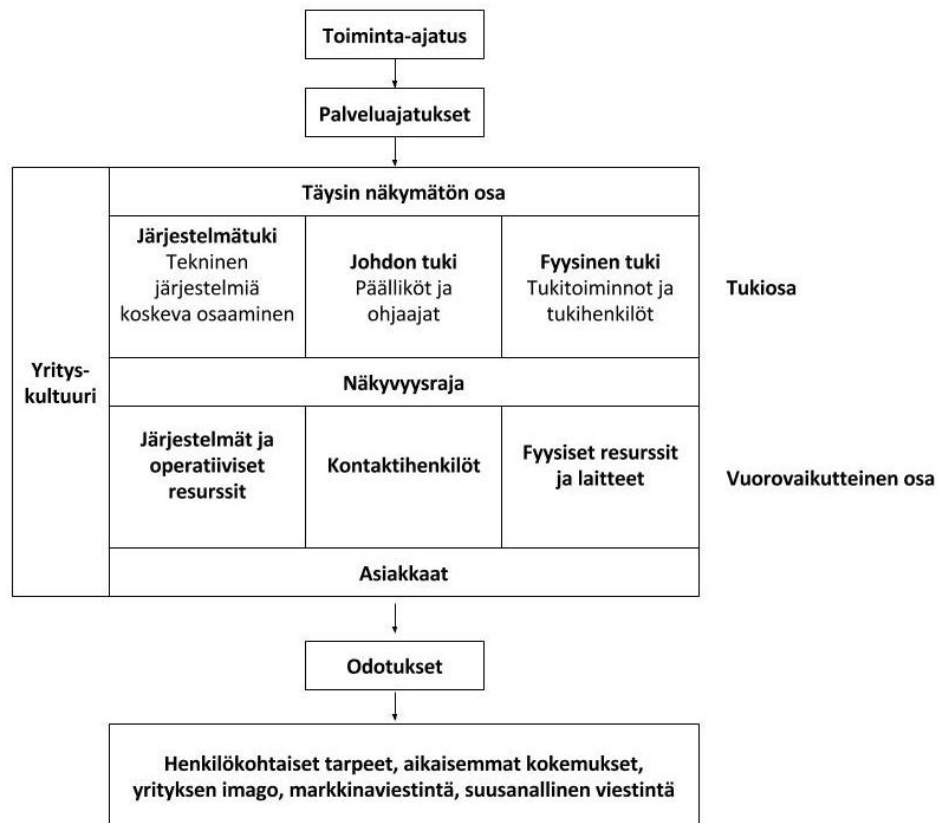 Toiminta-ajatus
Palveluajatukset
Täysin näkymätön osa
Järjestelmätuki
Tekninen
järjestelmiä
koskeva osaaminen
Johdon tuki
Päälliköt ja
ohjaajat
Fyysinen tuki
Tukitoiminnot ja
tukihenkilöt
Tukiosa
Yritys-
kulttuuri
Näkyvyysraja
Järjestelmät ja
operatiiviset
resurssit
Kontaktihenkilöt
Fyysiset resurssit
ja laitteet
Vuorovaikutteinen osa
Asiakkaat
Odotukset
Henkilökohtaiset tarpeet, aikaisemmat kokemukset,
yrityksen imago, markkinaviestintä, suusanallinen viestintä